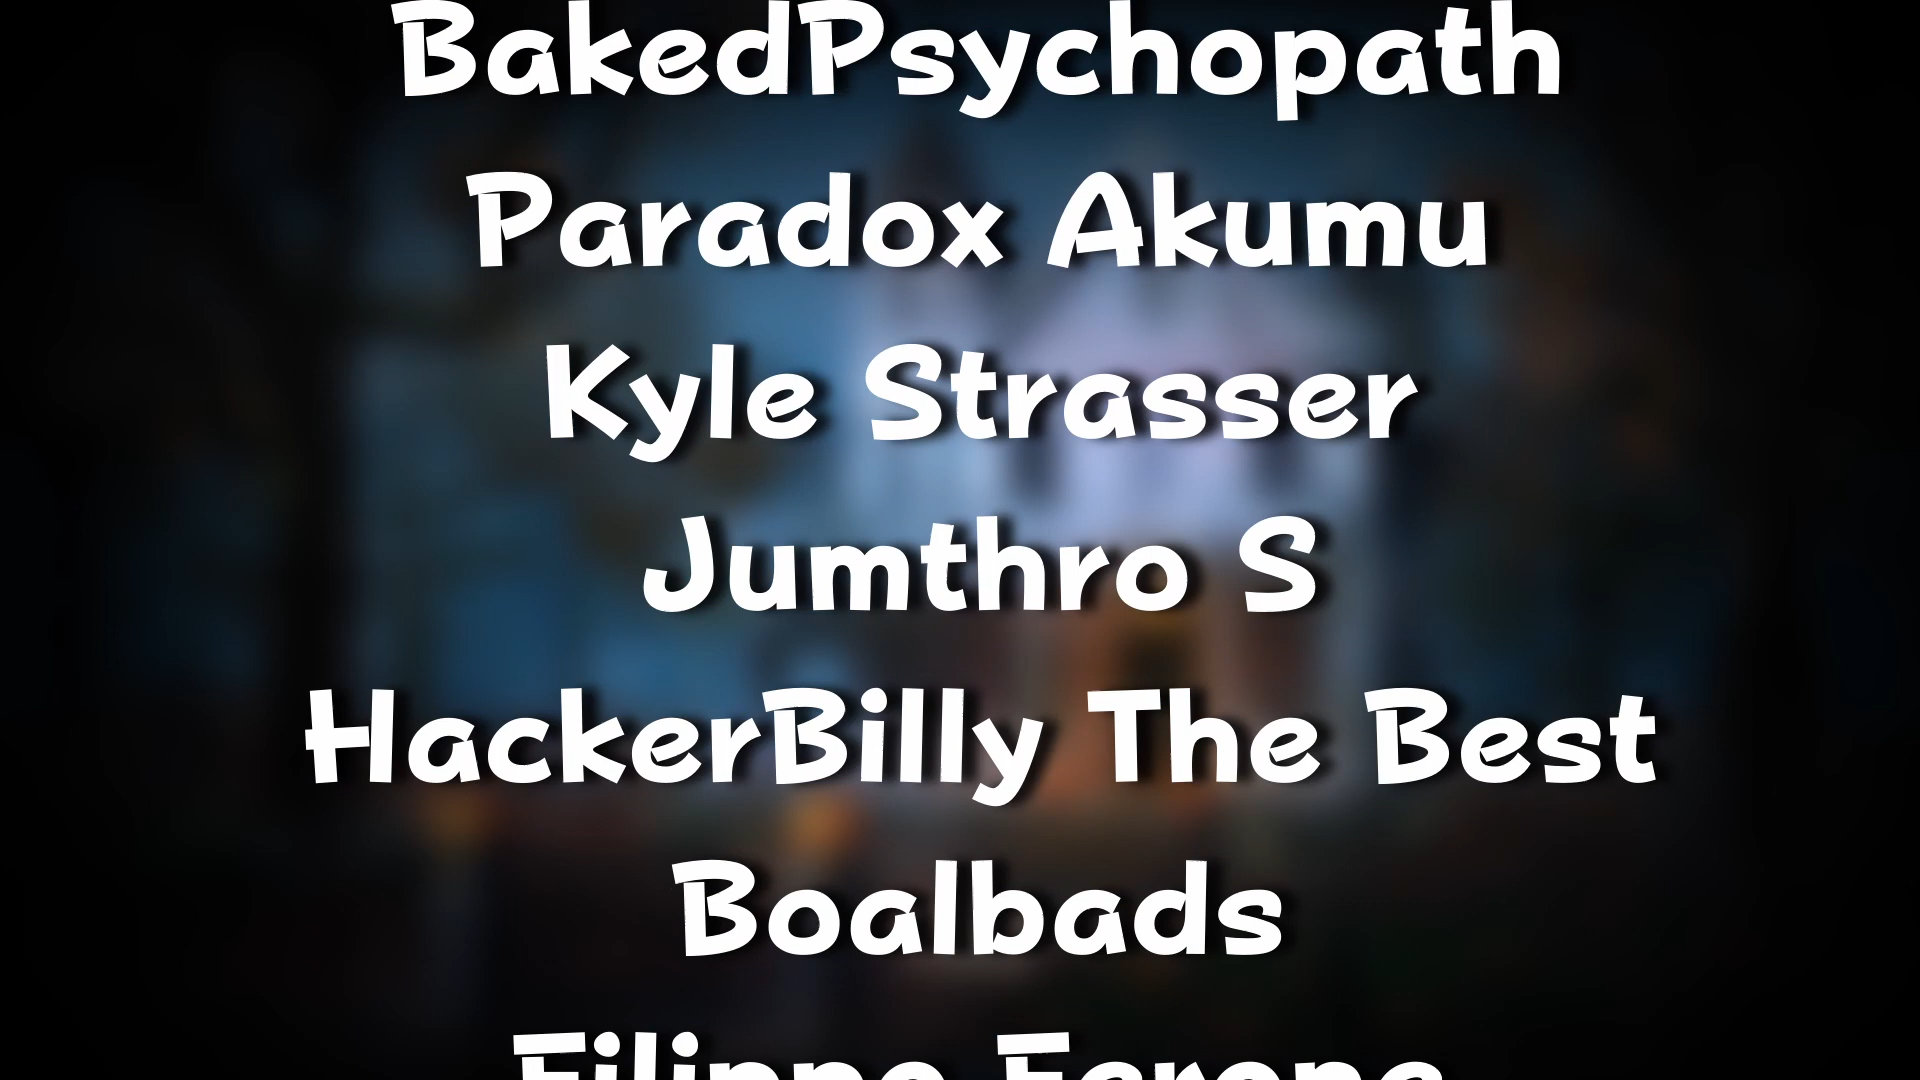 BakedPsychopath
Paradox Akumu
Kyle Strasser
Jumthro S
HackerBilly The Best
Boalbads